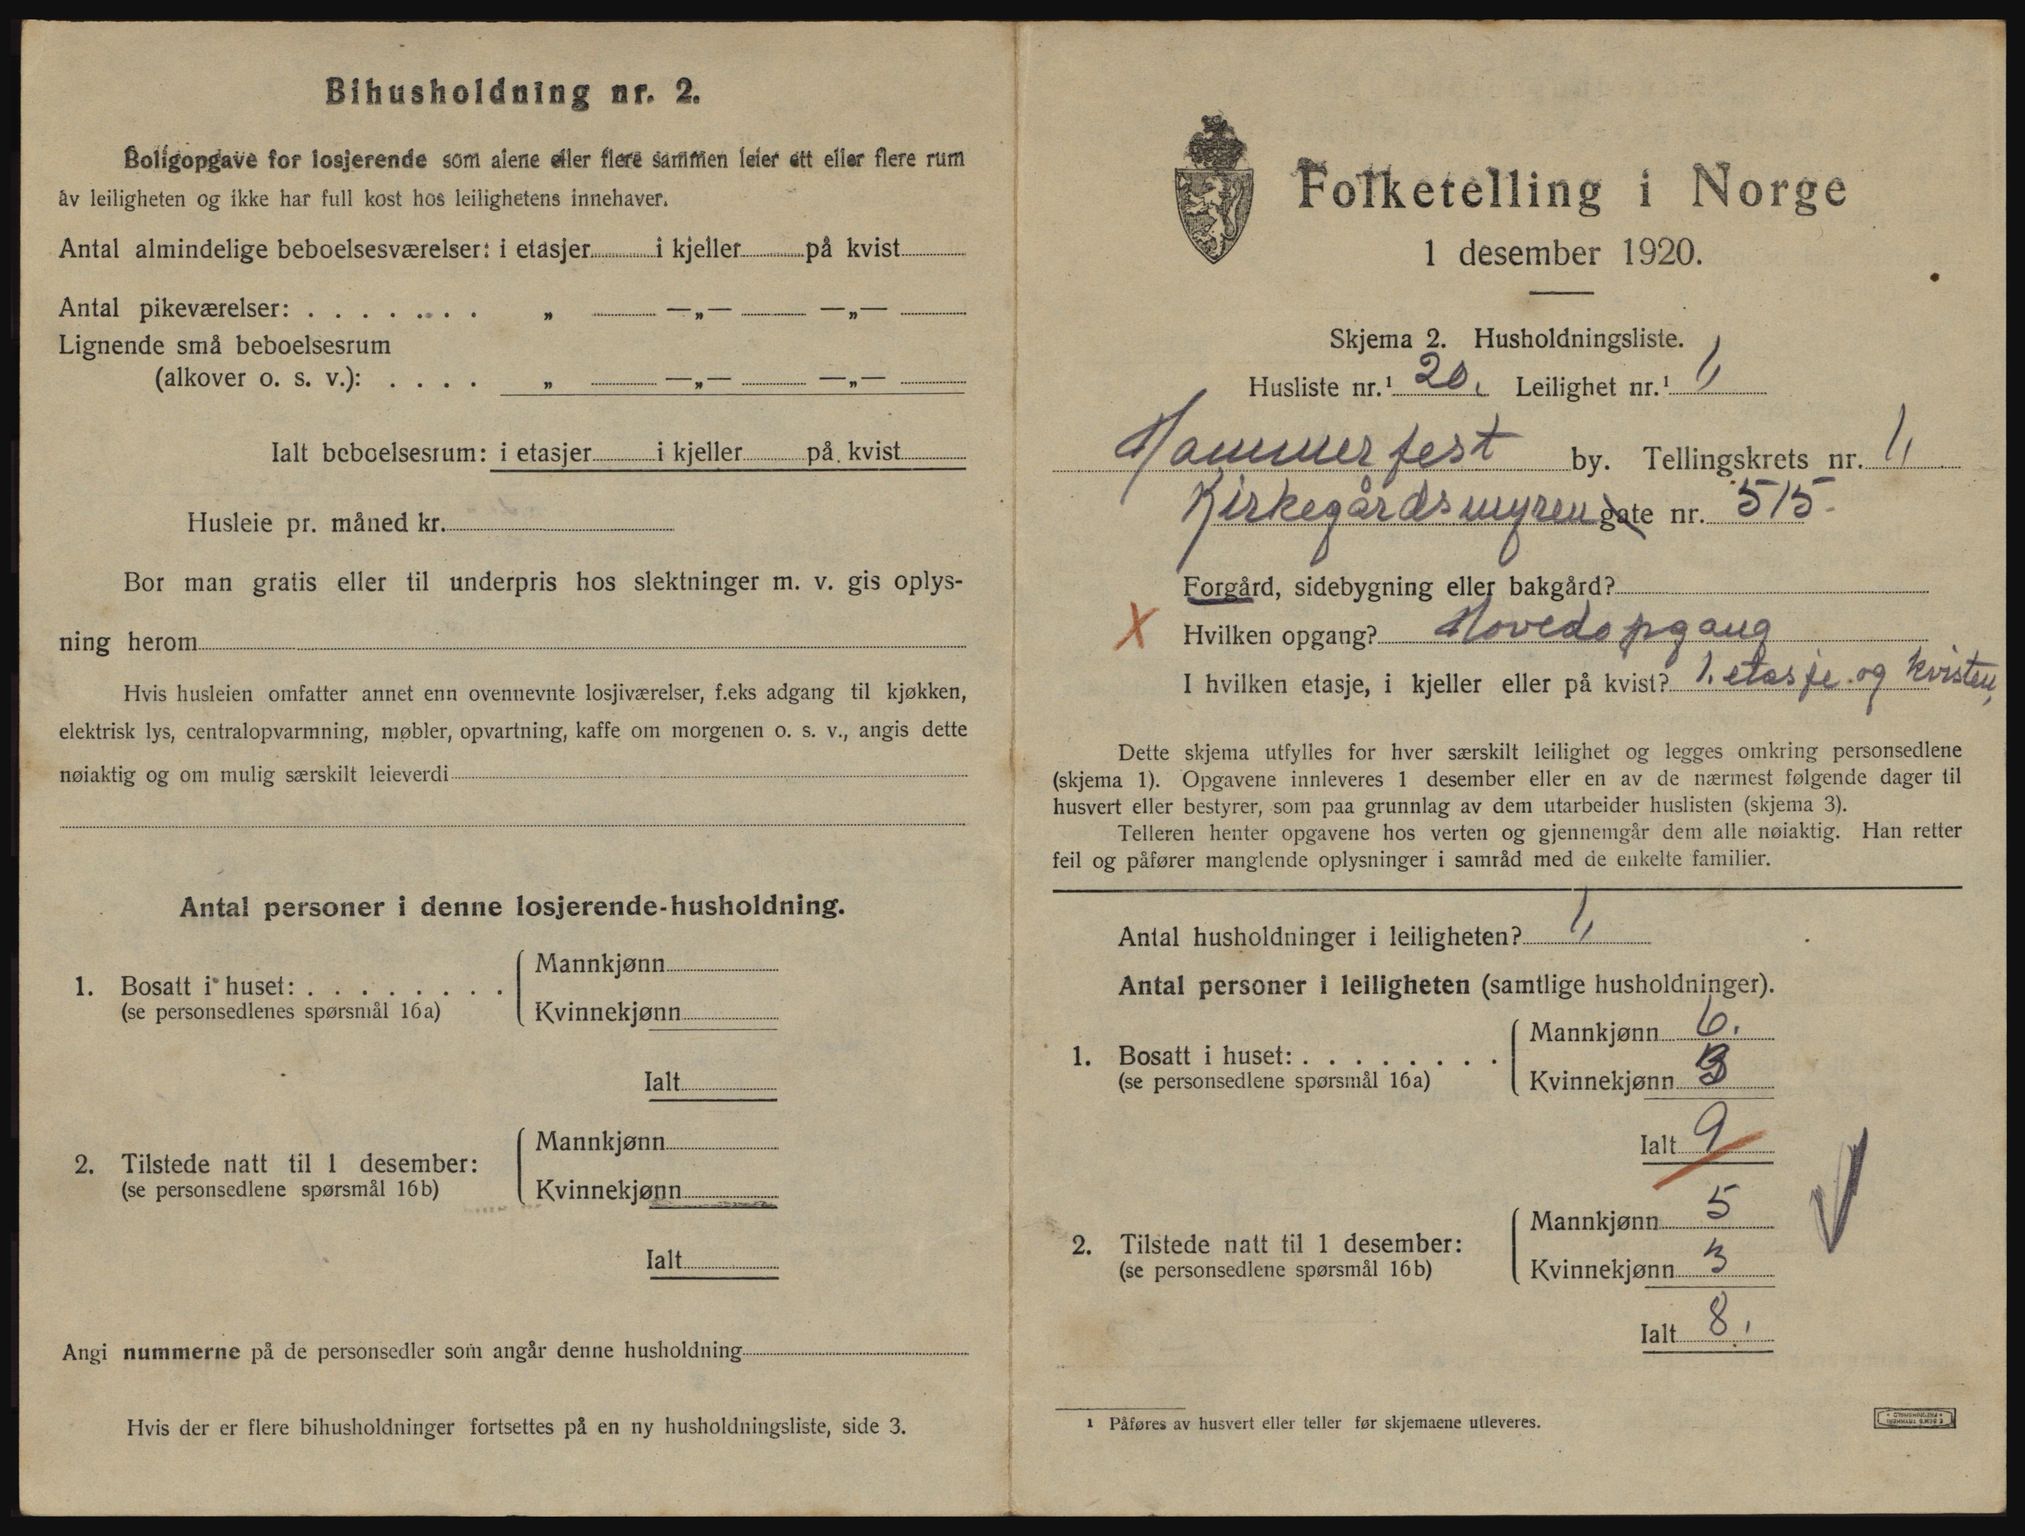 Bihusholdning nr. 2.
Boligopgave for losjerende som alene eller flere sammen leier ett eller flere rum
av leiligheten og ikke har full kost hos leilighetens innehaver.
Antal almindelige beboelsesværelser: i etasjer i kjeller på kvist
Antal pikeværelser: . . . . . . . „ —„— —„—
Lignende små beboelsesrum
(alkover o. s. v.): . . . . „ —„— —„—
Ialt beboelsesrum: i etasjer i kjeller på kvist
Husleie pr. måned kr.
Bor man gratis eller til underpris hos slektninger m. v. gis oplys-
ning herom
Hvis husleien omfatter annet enn ovennevnte losjiværelser, f.eks adgang til kjøkken,
elektrisk lys, centralopvarmning, møbler, opvartning, kaffe om morgenen o. s. v., angis dette
nøiaktig og om mulig særskilt leieverdi
Antal personer i denne losjerende-husholdning.
1. Bosatt i huset: . . . . . . . . Mannkjønn
(se personsedlenes spørsmål 16a) Kvinnekjønn
Ialt
2. Tilstede natt til 1 desember: Mannkjønn
(se personsedlene spørsmål 16b) Kvinnekjønn
Ialt
Angi nummerne på de personsedler som angår denne husholdning
Hvis der er flere bihusholdninger fortsettes på en ny husholdningsliste, side 3.
Folketelling i Norge
1 desember 1920.
Skjema 2. Husholdningsliste.
Husliste nr.¹ 20. Leilighet nr.¹ 1,
Hammerfest by. Tellingskrets nr. 1,
Kirkegårdsmyren gate nr. 515.
Forgård, sidebygning eller bakgård?
X Hvilken opgang? Hovedopgang
I hvilken etasje, i kjeller eller på kvist? 1. etasje og kvisten,
Dette skjema utfylles for hver særskilt leilighet og legges omkring personsedlene
(skjema 1). Opgavene innleveres 1 desember eller en av de nærmest følgende dager til
husvert eller bestyrer, som paa grunnlag av dem utarbeider huslisten (skjema 3).
Telleren henter opgavene hos verten og gjennemgår dem alle nøiaktig. Han retter
feil og påfører manglende oplysninger i samråd med de enkelte familier.
Antal husholdninger i leiligheten? 1,
Antal personer i leiligheten (samtlige husholdninger).
1. Bosatt i huset: . . . . . . . . Mannkjønn 6.
(se personsedlene spørsmål 16a) Kvinnekjønn 3
Ialt 9
2. Tilstede natt til 1 desember: Mannkjønn 5
(se personsedlene spørsmål 16b) Kvinnekjønn 3
Ialt 8,
¹ Påføres av husvert eller teller før skjemaene utleveres.